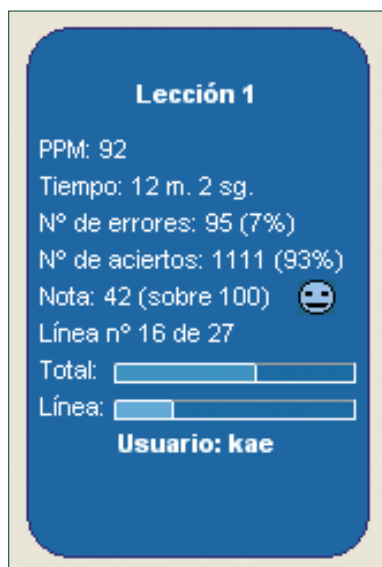 Lección 1
PPM: 92
Tiempo: 12 m. 2 sg.
Nº de errores: 95 (7%)
Nº de aciertos: 1111 (93%)
Nota: 42 (sobre 100)
Línea nº 16 de 27
Total:
Línea:
Usuario: kae